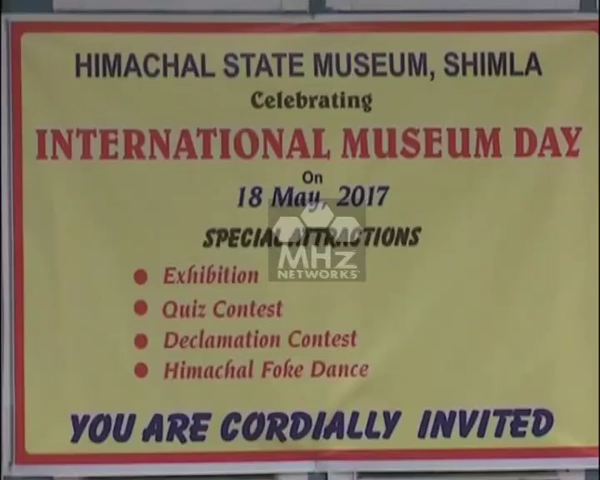 HIMACHAL STATE MUSEUM, SHIMLA
Celebrating
INTERNATIONAL MUSEUM DAY
On
18 May, 2017
SPECIAL ATTRACTIONS
MHz
NETWORKS
Exhibition
Quiz Contest
Declamation Contest
Himachal Foke Dance
YOU ARE CORDIALLY INVITED